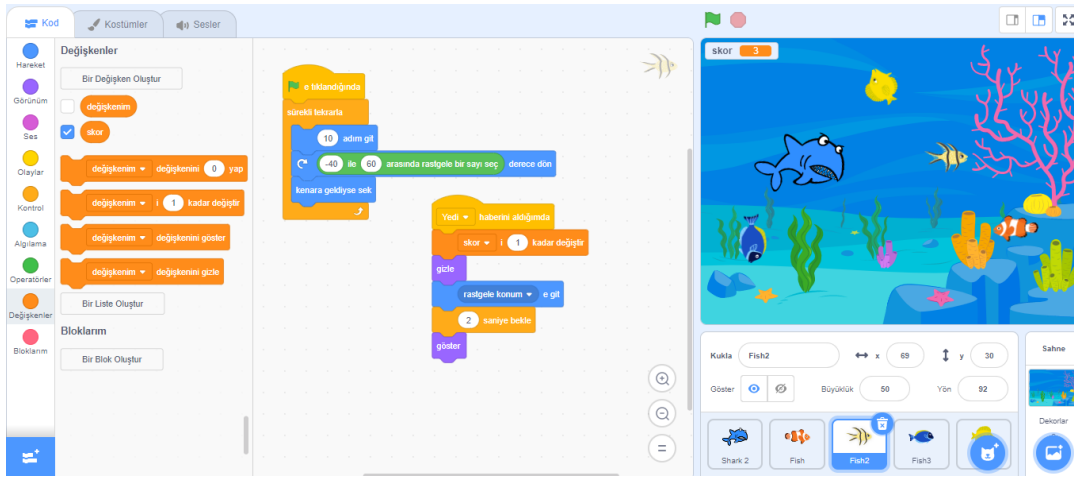 Kod
Kostümler
Sesler
Hareket
Görünüm
Ses
Olaylar
Kontrol
Algılama
Operatörler
Değişkenler
Bloklarım
Değişkenler
Bir Değişken Oluştur
değişkenim
skor
değişkenim değişkenini 0 yap
değişkenim i 1 kadar değiştir
değişkenim değişkenini göster
değişkenim değişkenini gizle
Bir Liste Oluştur
Bloklarım
Bir Blok Oluştur
e tıklandığında
sürekli tekrarla
10 adım git
-40 ile 60 arasında rastgele bir sayı seç derece dön
kenara geldiyse sek
Yedi haberini aldığımda
skor i 1 kadar değiştir
gizle
rastgele konum e git
2 saniye bekle
göster
skor 3
Kukla Fish2 x 69 y 30
Göster Büyüklük 50 Yön 92
Shark 2
Fish
Fish2
Fish3
Sahne
Dekorlar